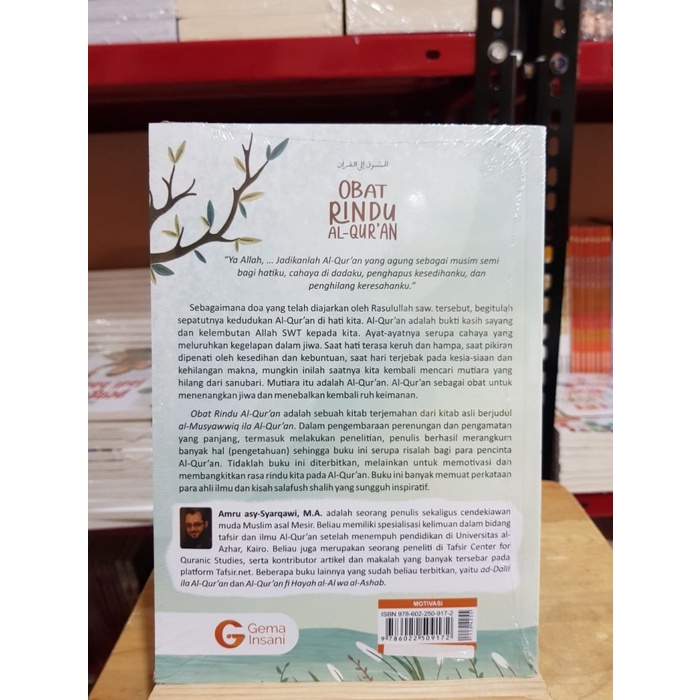 الشوق إلى القرآن
OBAT
RINDU
AL-QUR'AN
"Ya Allah, ... Jadikanlah Al-Qur'an yang agung sebagai musim semi
bagi hatiku, cahaya di dadaku, penghapus kesedihanku, dan
penghilang keresahanku."
Sebagaimana doa yang telah diajarkan oleh Rasulullah saw. tersebut, begitulah
sepatutnya kedudukan Al-Qur'an di hati kita. Al-Qur'an adalah bukti kasih sayang
dan kelembutan Allah SWT kepada kita. Ayat-ayatnya serupa cahaya yang
meluruhkan kegelapan dalam jiwa. Saat hati terasa keruh dan hampa, saat pikiran
dipenati oleh kesedihan dan kebuntuan, saat hari terjebak pada kesia-siaan dan
kehilangan makna, mungkin inilah saatnya kita kembali mencari mutiara yang
hilang dari sanubari. Mutiara itu adalah Al-Qur'an. Al-Qur'an sebagai obat untuk
menenangkan jiwa dan menebalkan kembali ruh keimanan.
Obat Rindu Al-Qur'an adalah sebuah kitab terjemahan dari kitab asli berjudul
al-Musyawwiq ila Al-Qur'an. Dalam pengembaraan perenungan dan pengamatan
yang panjang, termasuk melakukan penelitian, penulis berhasil merangkum
banyak hal (pengetahuan) sehingga buku ini serupa risalah bagi para pencinta
Al-Qur'an. Tidaklah buku ini diterbitkan, melainkan untuk memotivasi dan
membangkitkan rasa rindu kita pada Al-Qur'an. Buku ini banyak memuat perkataan
para ahli ilmu dan kisah salafush shalih yang sungguh inspiratif.
Amru asy-Syarqawi, M.A. adalah seorang penulis sekaligus cendekiawan
muda Muslim asal Mesir. Beliau memiliki spesialisasi kelimuan dalam bidang
tafsir dan ilmu Al-Qur'an setelah menempuh pendidikan di Universitas al-
Azhar, Kairo. Beliau juga merupakan seorang peneliti di Tafsir Center for
Quranic Studies, serta kontributor artikel dan makalah yang banyak tersebar pada
platform Tafsir.net. Beberapa buku lainnya yang sudah beliau terbitkan, yaitu ad-Dalil
ila Al-Qur'an dan Al-Qur'an fi Hayah al-Al wa al-Ashab.
Gema
Insani
MOTIVASI
ISBN 978-602-250-917-2
9 786022 509172